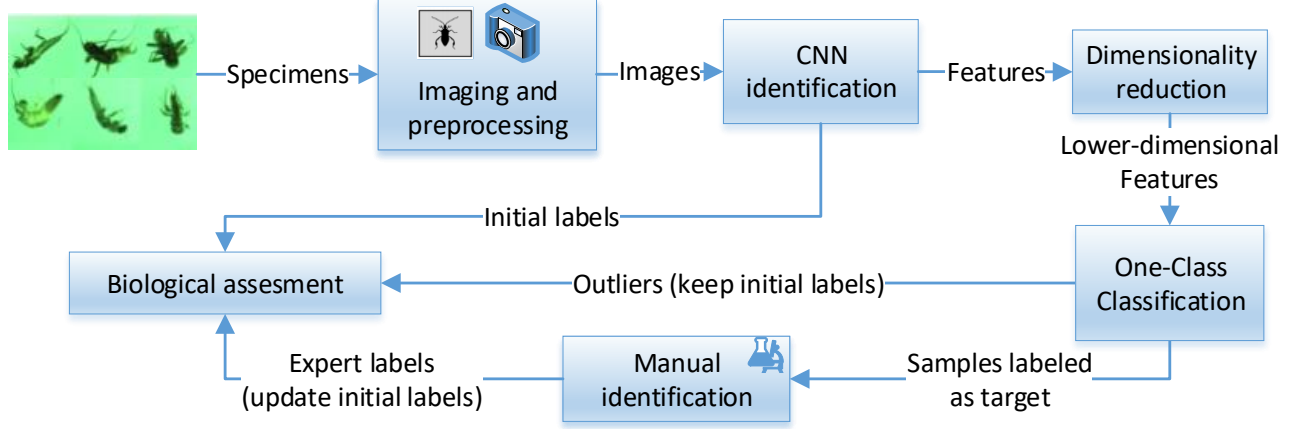 Specimens
Imaging and
preprocessing
Images
CNN
identification
Features
Dimensionality
reduction
Lower-dimensional
Features
Initial labels
Biological assesment
Outliers (keep initial labels)
One-Class
Classification
Expert labels
(update initial labels)
Manual
identification
Samples labeled
as target